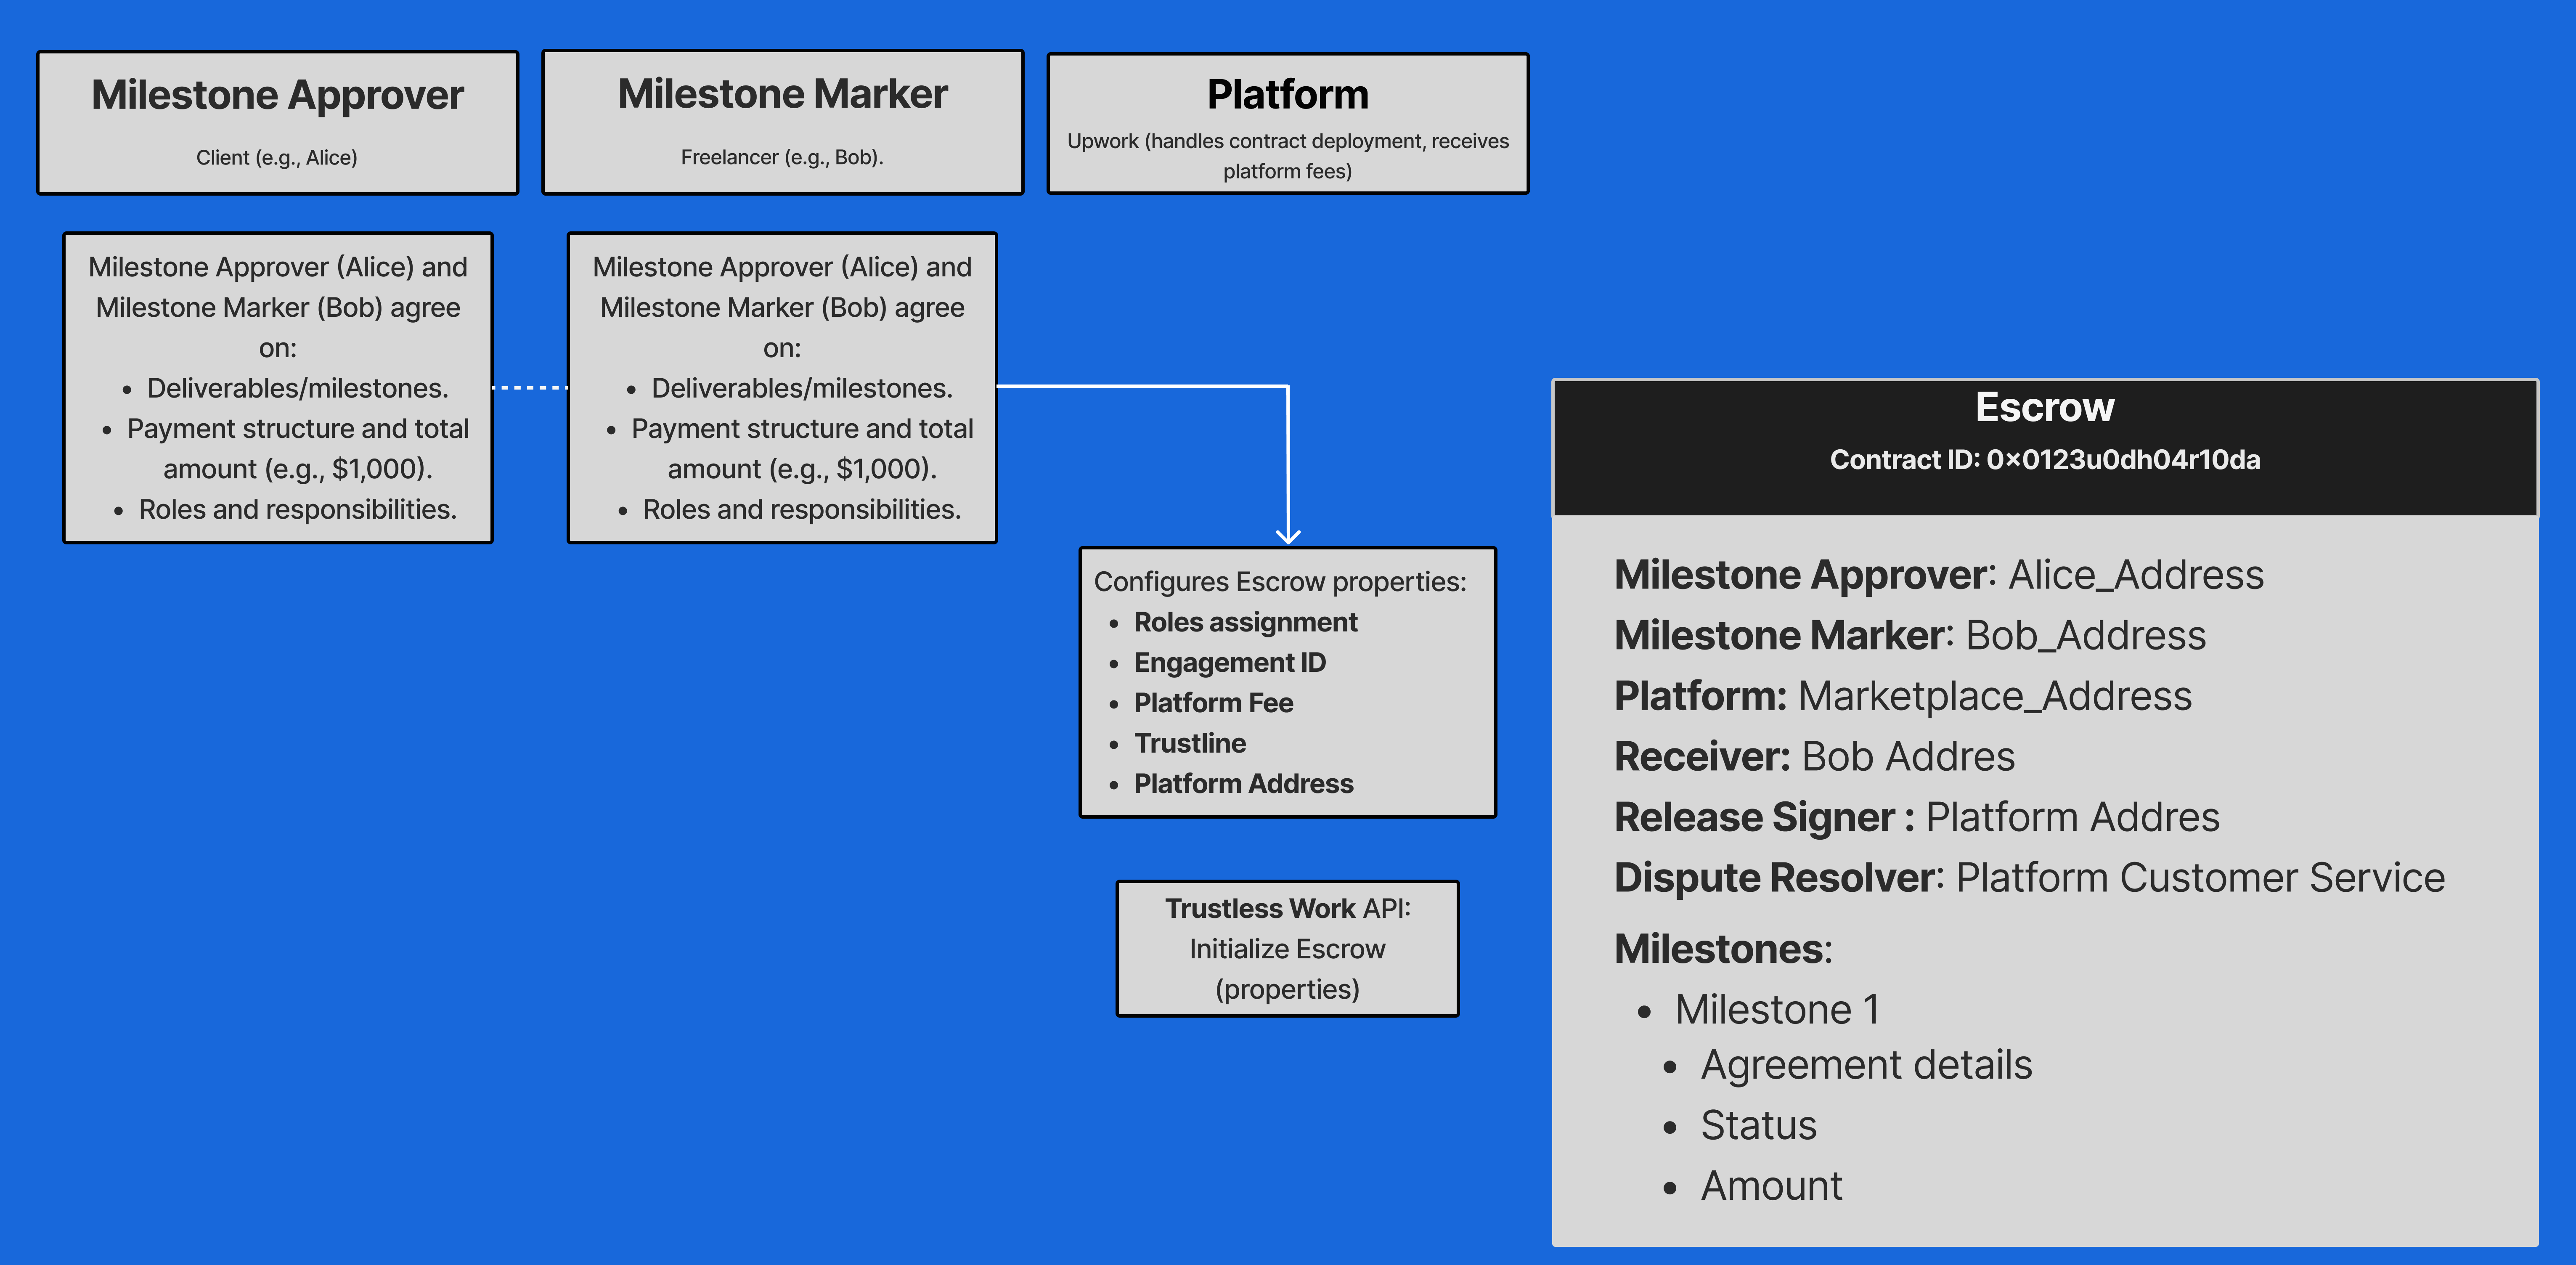 Milestone Approver
Client (e.g., Alice)
Milestone Marker
Freelancer (e.g., Bob).
Platform
Upwork (handles contract deployment, receives
platform fees)
Milestone Approver (Alice) and
Milestone Marker (Bob) agree
on:
• Deliverables/milestones.
• Payment structure and total
amount (e.g., $1,000).
• Roles and responsibilities.
Milestone Approver (Alice) and
Milestone Marker (Bob) agree
on:
• Deliverables/milestones.
• Payment structure and total
amount (e.g., $1,000).
• Roles and responsibilities.
Configures Escrow properties:
• Roles assignment
• Engagement ID
• Platform Fee
• Trustline
• Platform Address
Trustless Work API:
Initialize Escrow
(properties)
Escrow
Contract ID: 0x0123u0dh04r10da
Milestone Approver: Alice_Address
Milestone Marker: Bob_Address
Platform: Marketplace_Address
Receiver: Bob Addres
Release Signer : Platform Addres
Dispute Resolver: Platform Customer Service
Milestones:
• Milestone 1
• Agreement details
• Status
• Amount